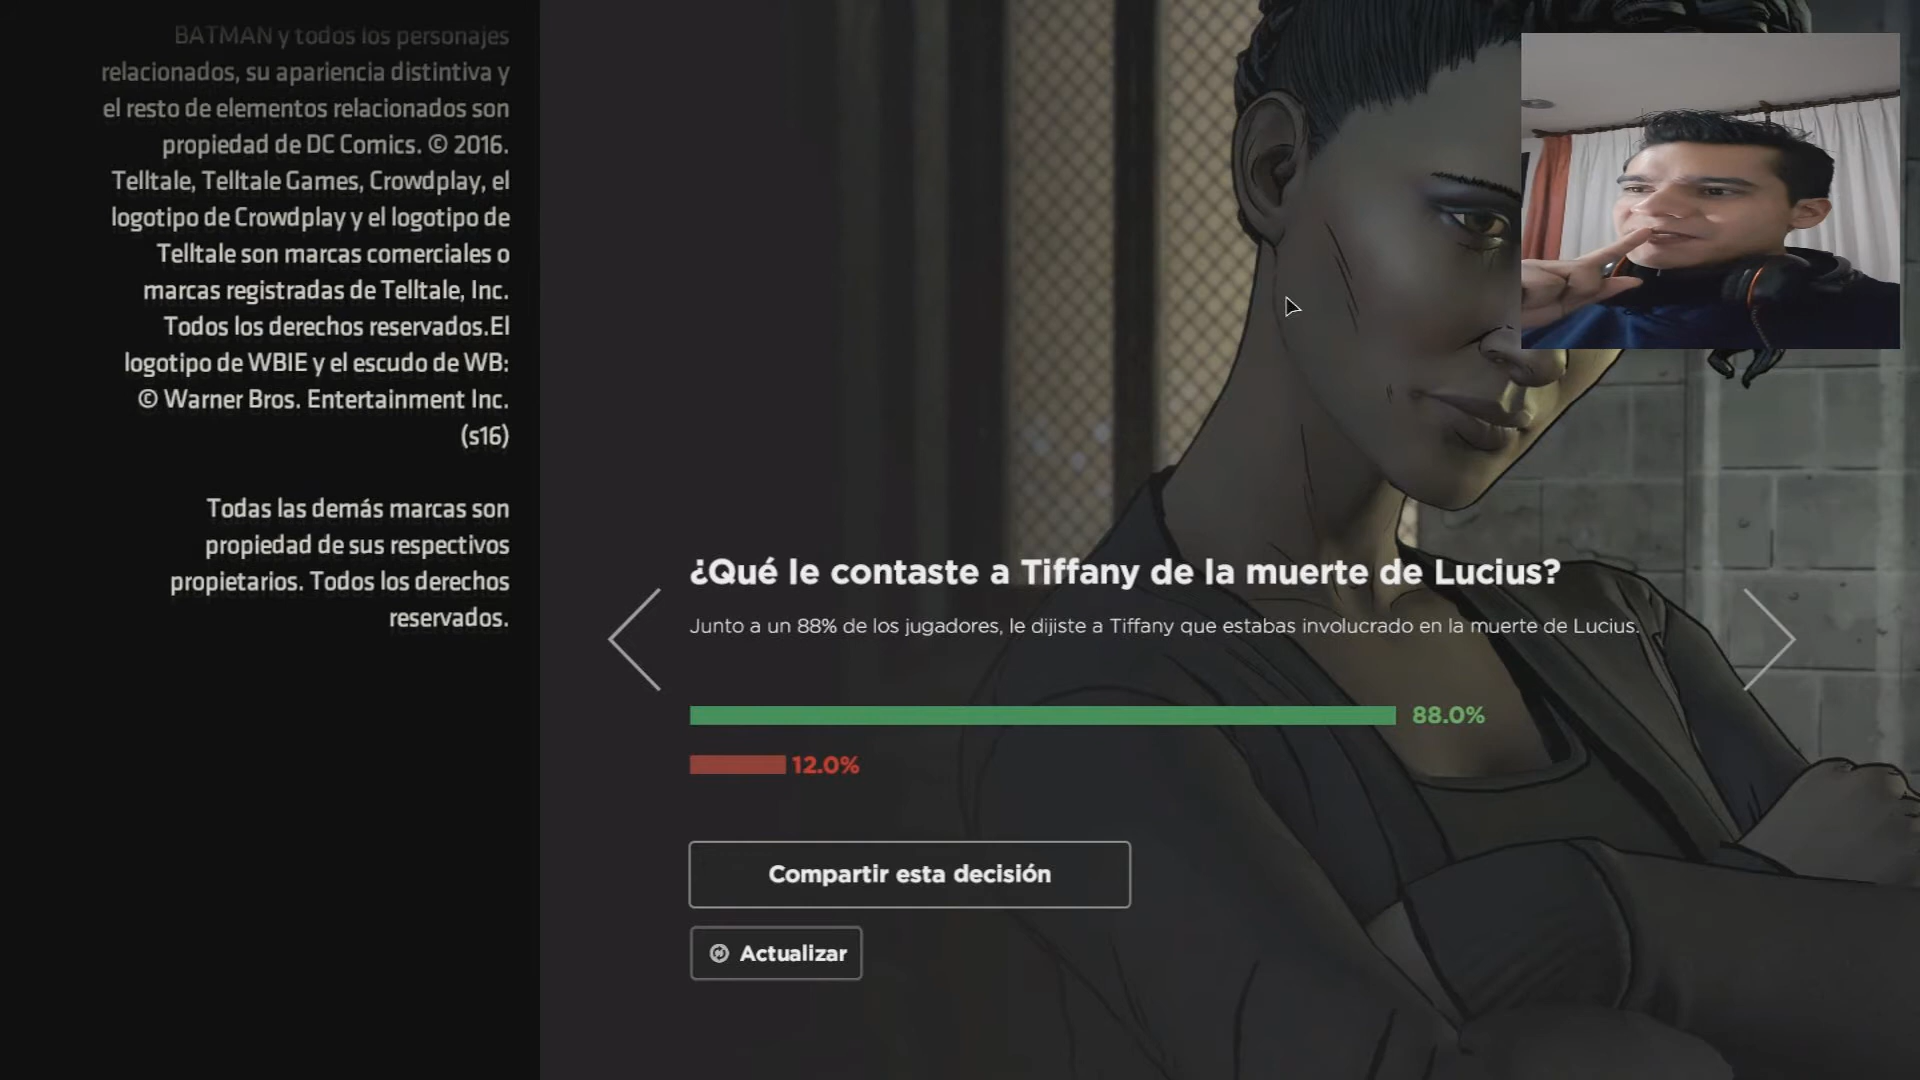 BATMAN y todos los personajes
relacionados, su apariencia distintiva y
el resto de elementos relacionados son
propiedad de DC Comics. © 2016.
Telltale, Telltale Games, Crowdplay, el
logotipo de Crowdplay y el logotipo de
Telltale son marcas comerciales o
marcas registradas de Telltale, Inc.
Todos los derechos reservados.El
logotipo de WBIE y el escudo de WB:
© Warner Bros. Entertainment Inc.
(s16)
Todas las demás marcas son
propiedad de sus respectivos
propietarios. Todos los derechos
reservados.
¿Qué le contaste a Tiffany de la muerte de Lucius?
Junto a un 88% de los jugadores, le dijiste a Tiffany que estabas involucrado en la muerte de Lucius.
88.0%
12.0%
Compartir esta decisión
Actualizar